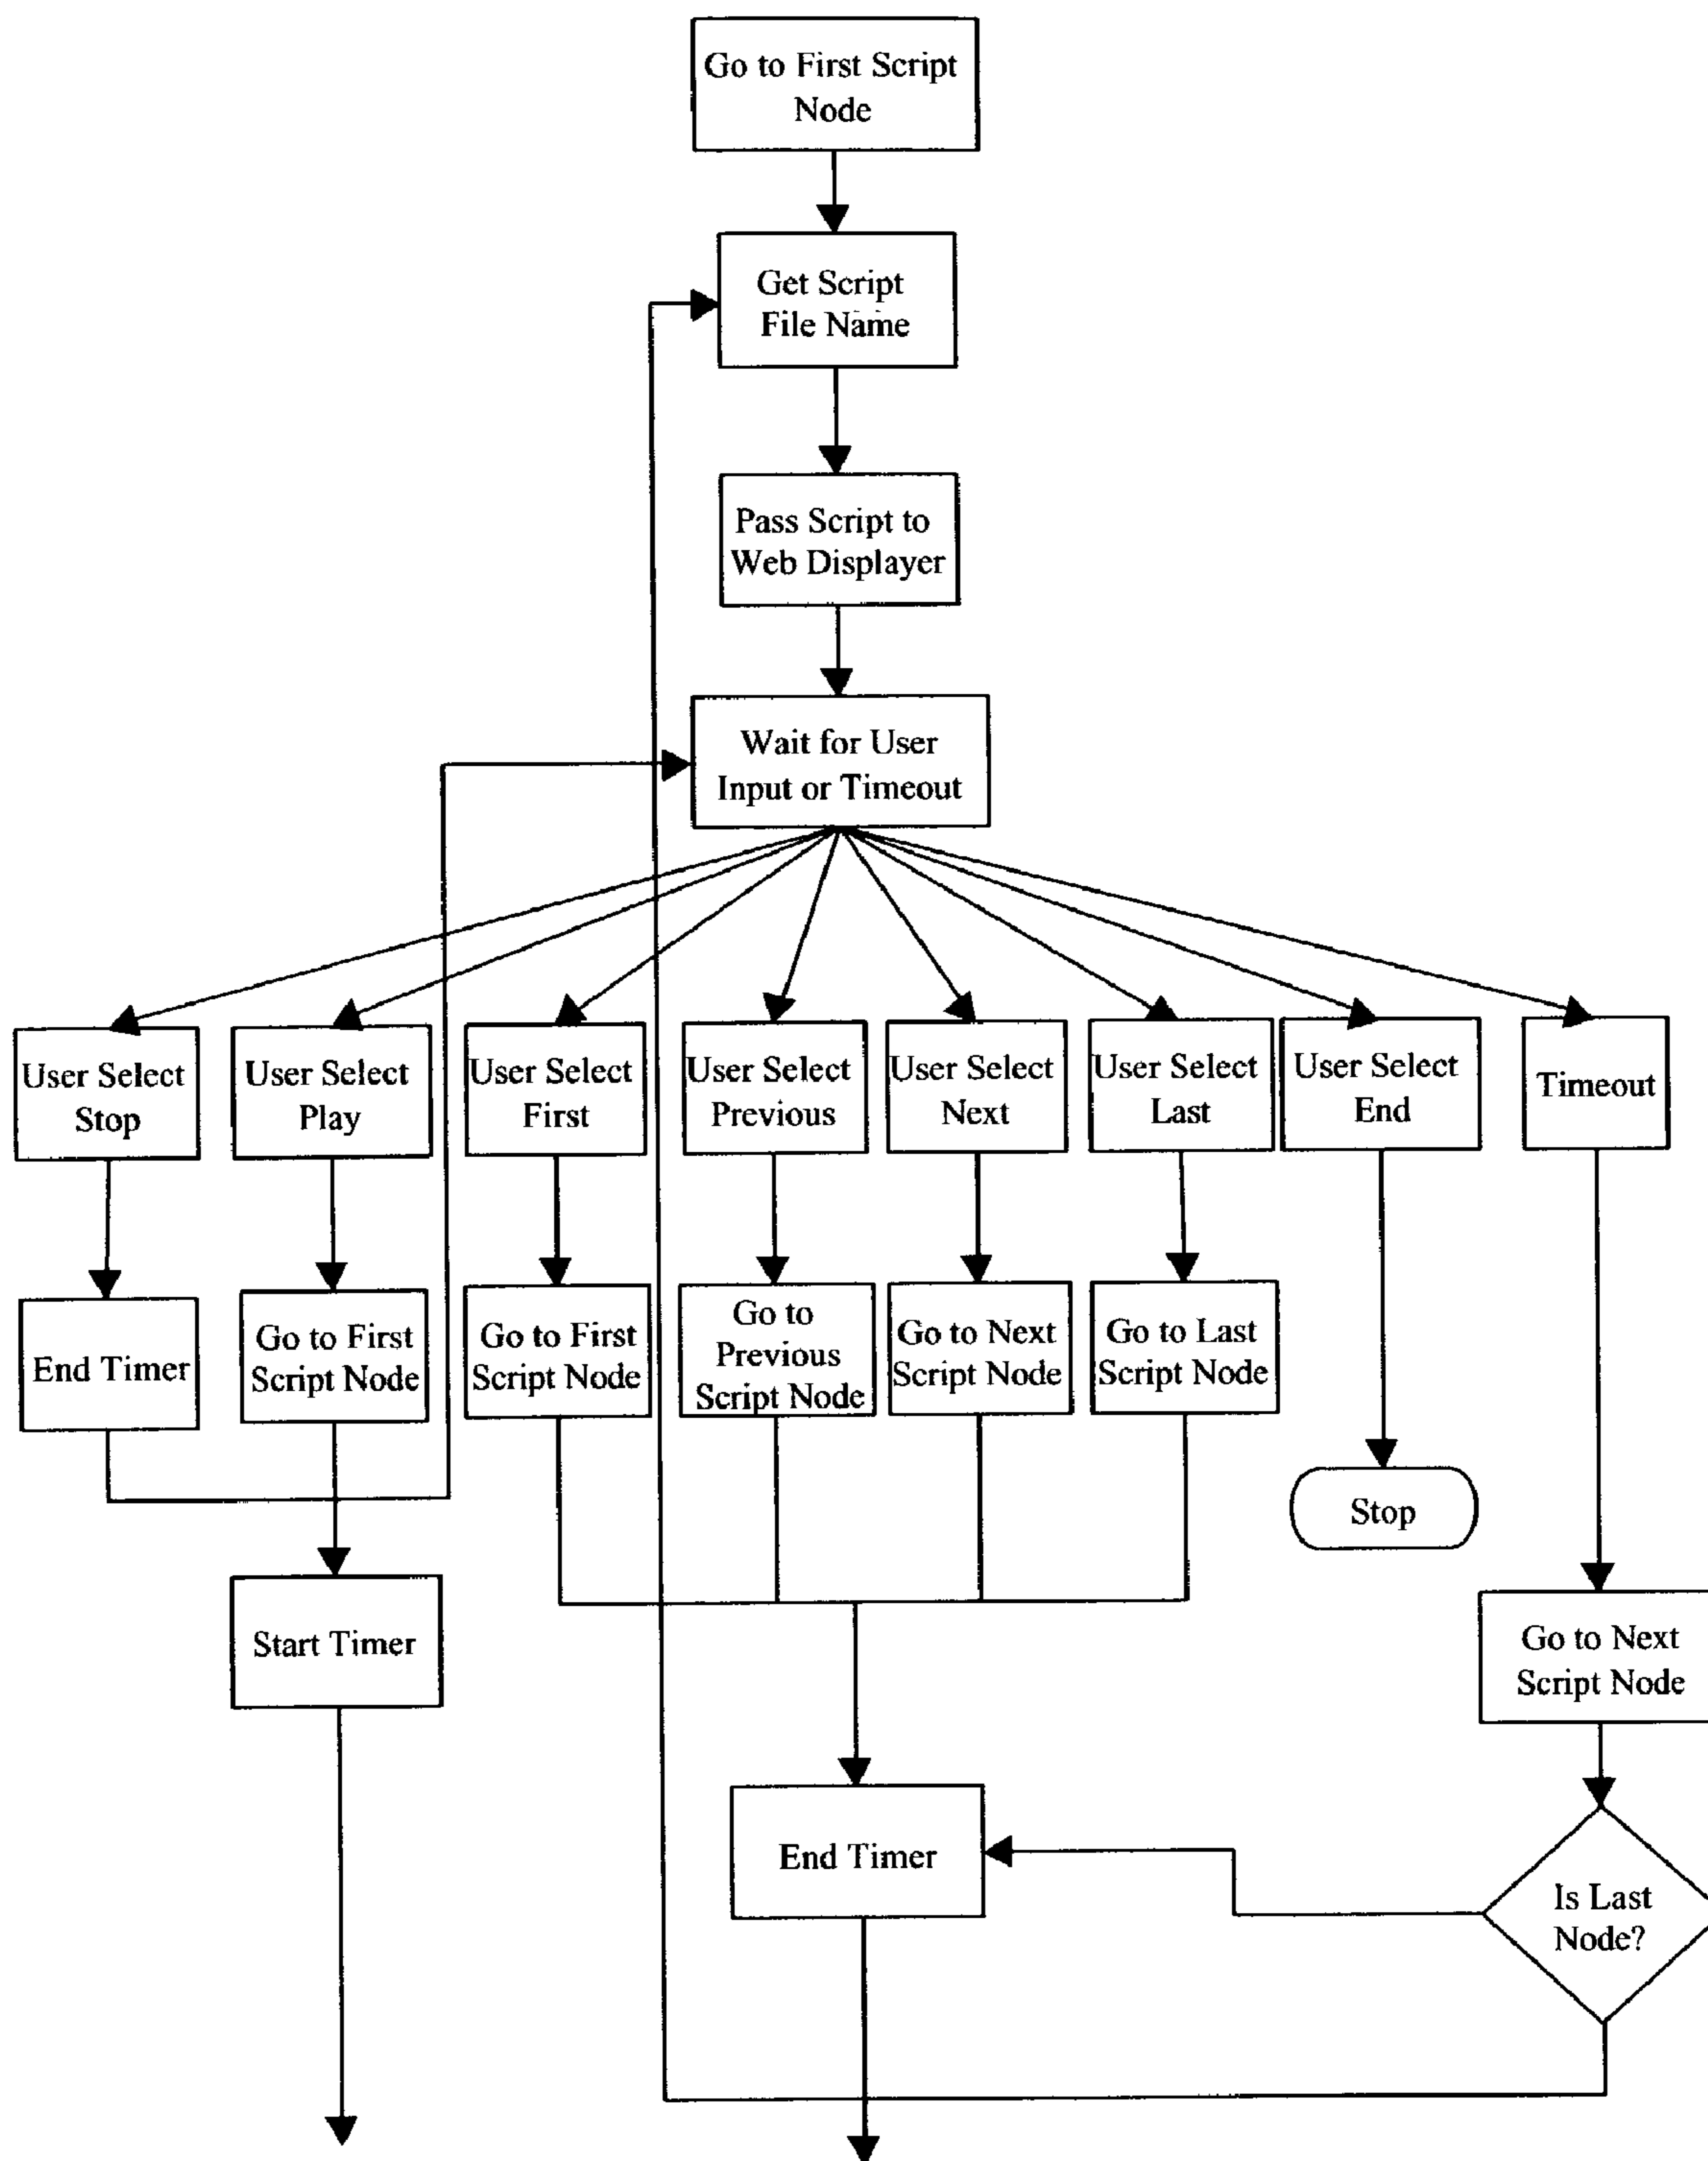 Go to First Script
Node
Get Script
File Name
Pass Script to
Web Displayer
Wait for User
Input or Timeout
User Select
Stop
User Select
Play
User Select
First
User Select
Previous
User Select
Next
User Select
Last
User Select
End
Timeout
End Timer
Go to First
Script Node
Go to First
Script Node
Go to
Previous
Script Node
Go to Next
Script Node
Go to Last
Script Node
Stop
Start Timer
Go to Next
Script Node
End Timer
Is Last
Node?